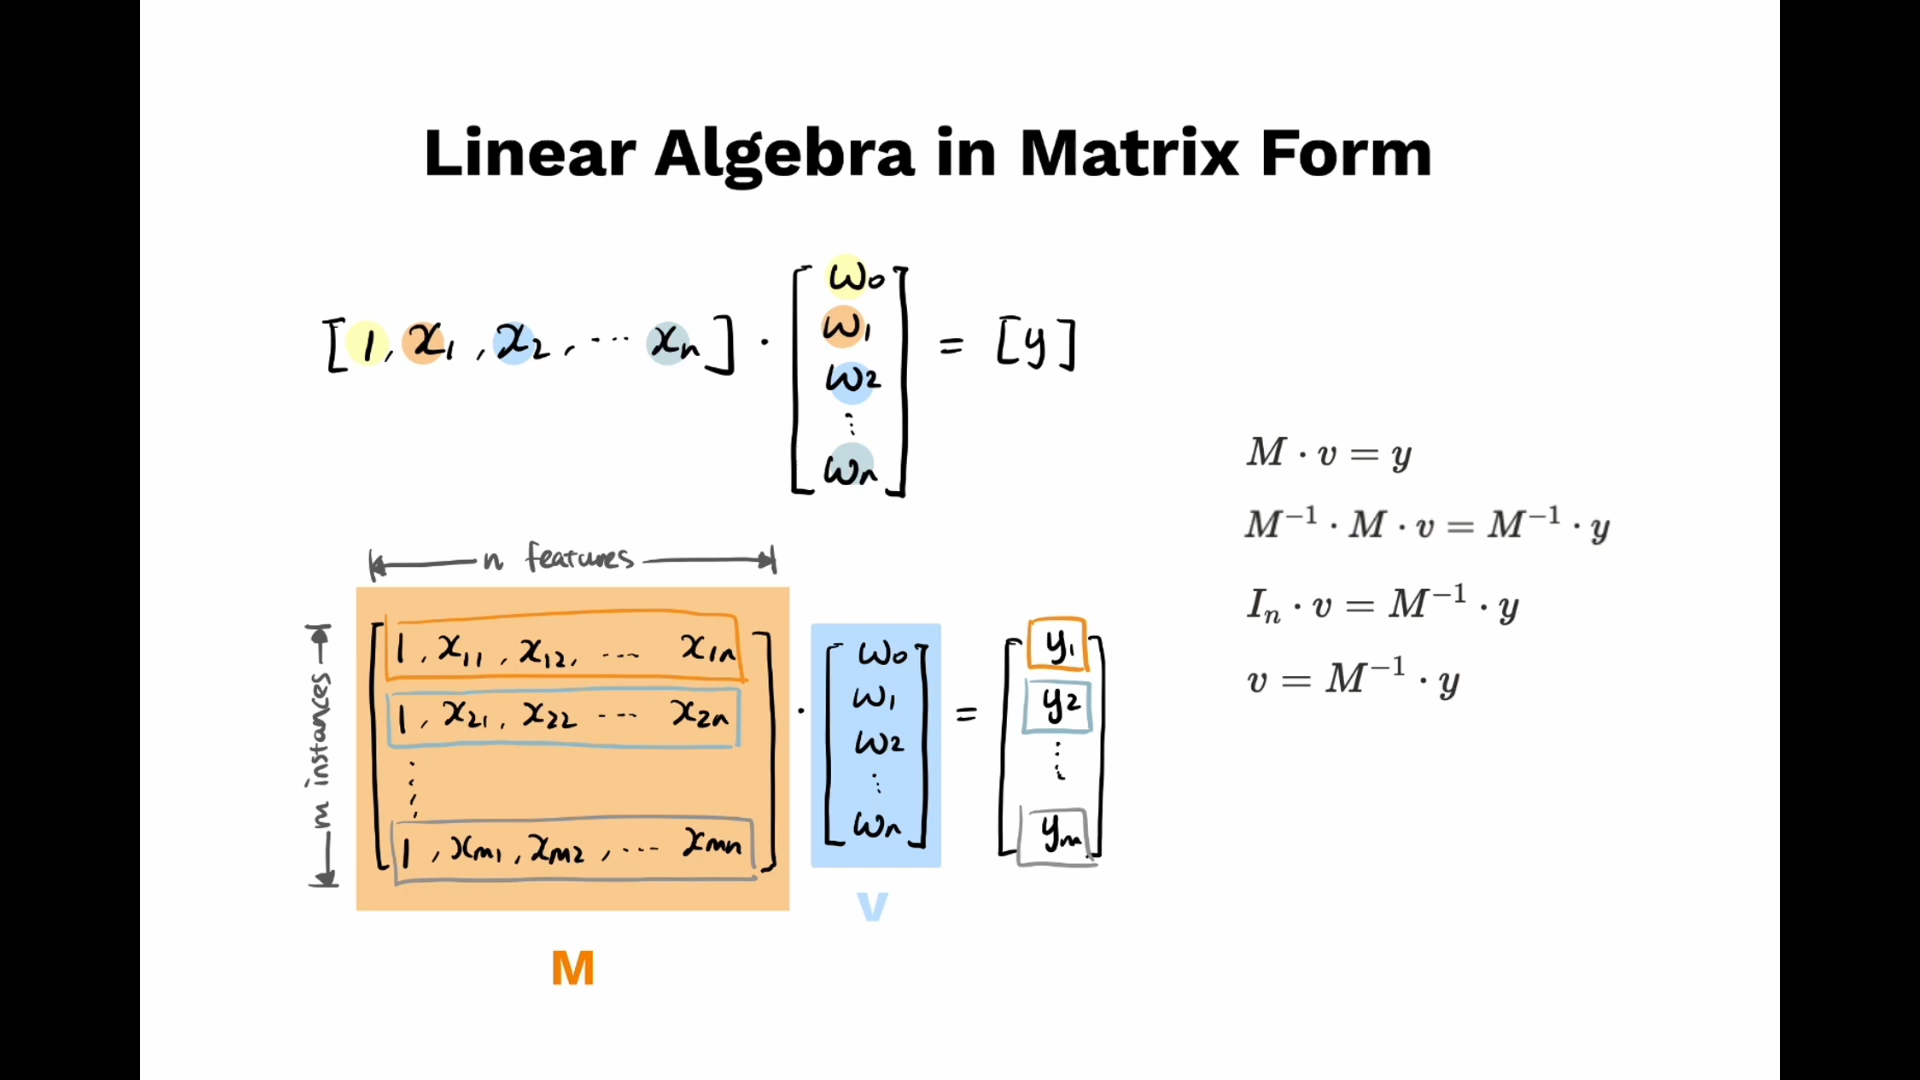 Linear Algebra in Matrix Form
[1, x₁, x₂, ... xₙ] · [w₀ w₁ w₂ ⋮ wₙ] = [y]
M · v = y
M⁻¹ · M · v = M⁻¹ · y
Iₙ · v = M⁻¹ · y
v = M⁻¹ · y
n features
m instances
1, x₁₁, x₁₂, ... x₁ₙ
1, x₂₁, x₂₂ ... x₂ₙ
⋮
1, xₘ₁, xₘ₂, ... xₘₙ
·
w₀
w₁
w₂
⋮
wₙ
=
y₁
y₂
⋮
yₘ
V
M